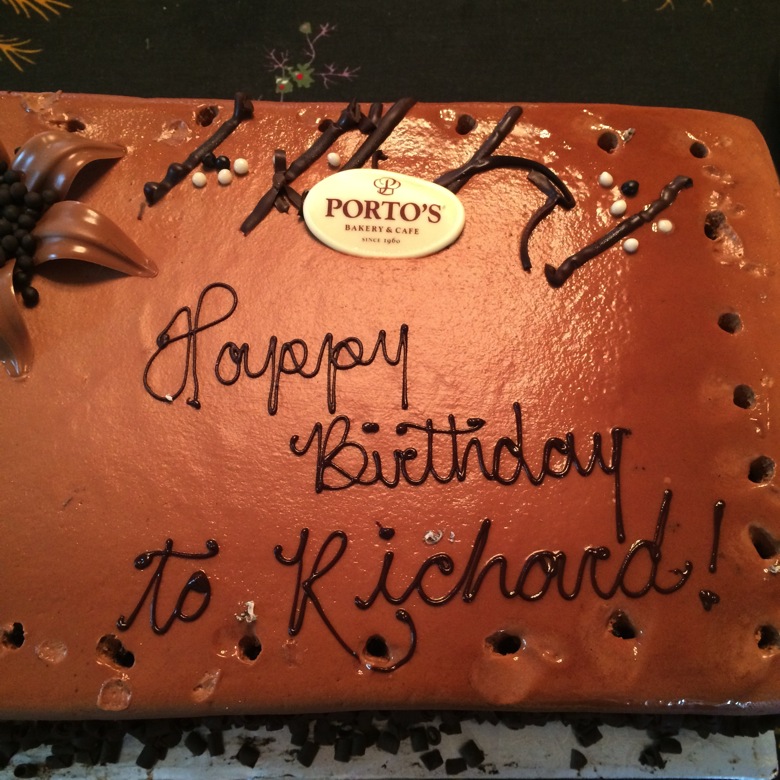 PORTO'S
BAKERY & CAFE
SINCE 1960
Happy
Birthday
to Richard!